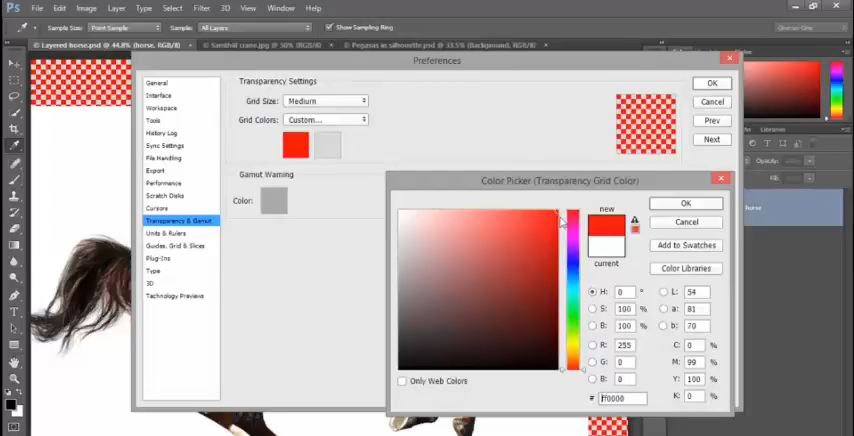 Ps File Edit Image Layer Type Select Filter 3D View Window Help
Sample Size: Point Sample Sample: All Layers Show Sampling Ring
Layered horse.psd @ 44.8% (horse, RGB/8) × Sandhill crane.jpg @ 50% (RGB/8) × Pegasus in silhouette.psd @ 33.5% (Background, RGB/8) ×
Preferences
General
Interface
Workspace
Tools
History Log
Sync Settings
File Handling
Export
Performance
Scratch Disks
Cursors
Transparency & Gamut
Units & Rulers
Guides, Grid & Slices
Plug-Ins
Type
3D
Technology Previews
Transparency Settings
Grid Size: Medium
Grid Colors: Custom...
Gamut Warning
Color:
OK
Cancel
Prev
Next
Color Picker (Transparency Grid Color)
new
current
OK
Cancel
Add to Swatches
Color Libraries
H: 0 °
S: 100 %
B: 100 %
R: 255
G: 0
B: 0
# ff0000
L: 54
a: 81
b: 70
C: 0 %
M: 99 %
Y: 100 %
K: 0 %
Only Web Colors
Libraries
Opacity:
Fill:
horse